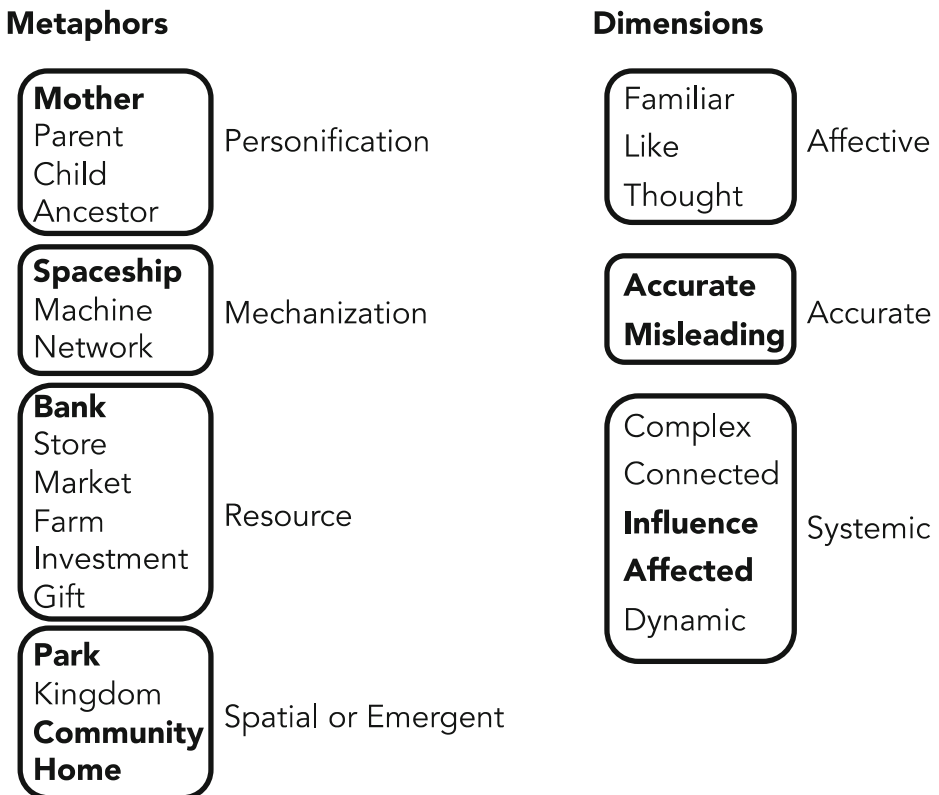 Metaphors
Mother
Parent
Child
Ancestor
Personification
Spaceship
Machine
Network
Mechanization
Bank
Store
Market
Farm
Investment
Gift
Resource
Park
Kingdom
Community
Home
Spatial or Emergent
Dimensions
Familiar
Like
Thought
Affective
Accurate
Misleading
Accurate
Complex
Connected
Influence
Affected
Dynamic
Systemic